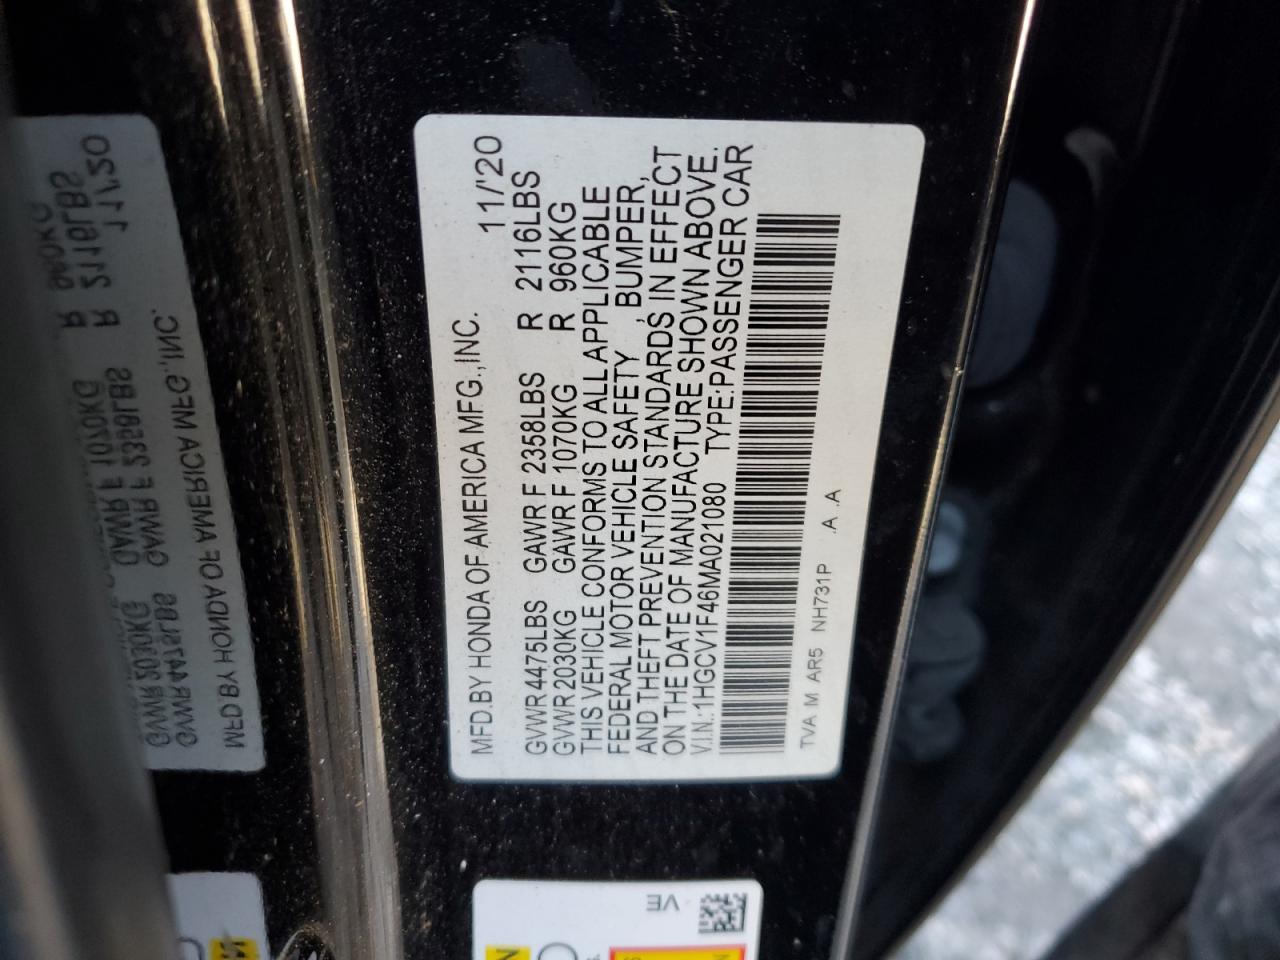 MFD.BY HONDA OF AMERICA MFG.,INC. 11/'20
GVWR 4475LBS GAWR F 2358LBS R 2116LBS
GVWR 2030KG GAWR F 1070KG R 960KG
THIS VEHICLE CONFORMS TO ALL APPLICABLE
FEDERAL MOTOR VEHICLE SAFETY , BUMPER,
AND THEFT PREVENTION STANDARDS IN EFFECT
ON THE DATE OF MANUFACTURE SHOWN ABOVE.
V.I.N.:1HGCV1F46MA021080 TYPE:PASSENGER CAR
TVA M AR5 NH731P .A .A
VE